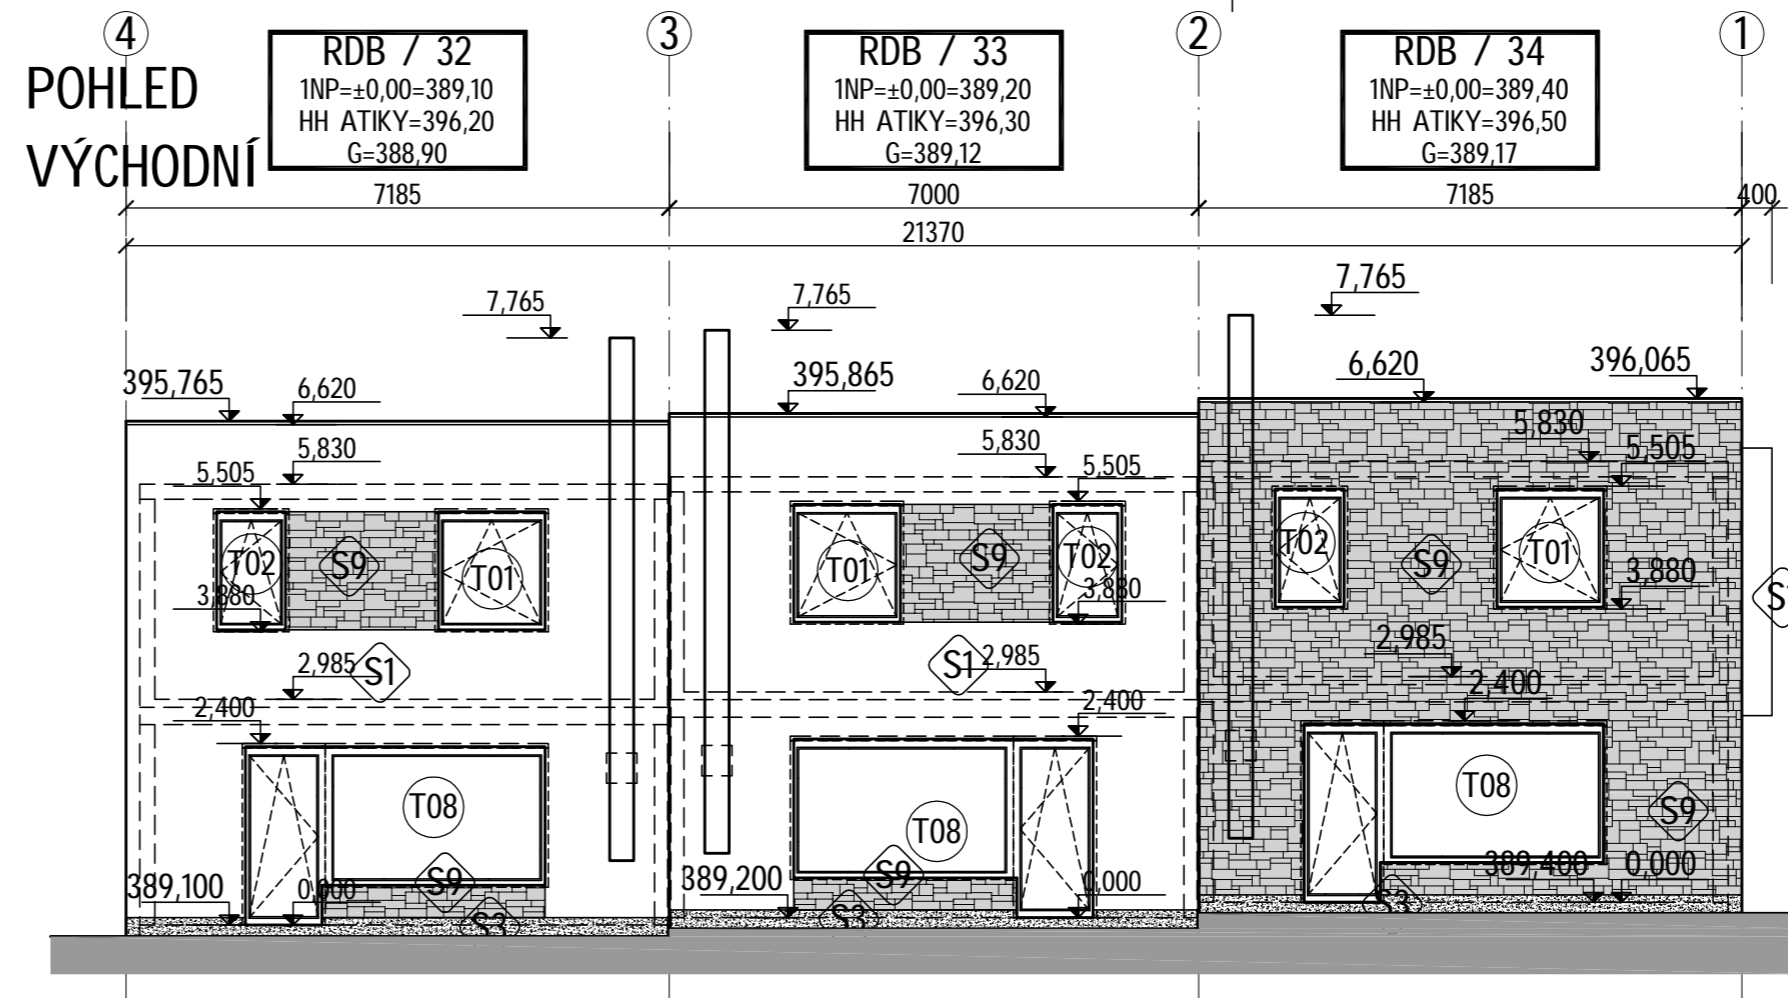 4
3
2
1
POHLED
VÝCHODNÍ
RDB / 32
1NP=±0,00=389,10
HH ATIKY=396,20
G=388,90
RDB / 33
1NP=±0,00=389,20
HH ATIKY=396,30
G=389,12
RDB / 34
1NP=±0,00=389,40
HH ATIKY=396,50
G=389,17
7185
7000
7185
400
21370
7,765
7,765
7,765
395,765
6,620
395,865
6,620
6,620
396,065
5,830
5,505
5,830
5,505
5,830
5,505
T02
S9
T01
3,880
T01
S9
T02
3,880
T02
S9
T01
3,880
2,985
S1
S1
2,985
2,985
2,400
2,400
2,400
T08
T08
T08
S9
389,100
0,000
S9
S3
389,200
S9
0,000
S3
389,400
0,000
S3